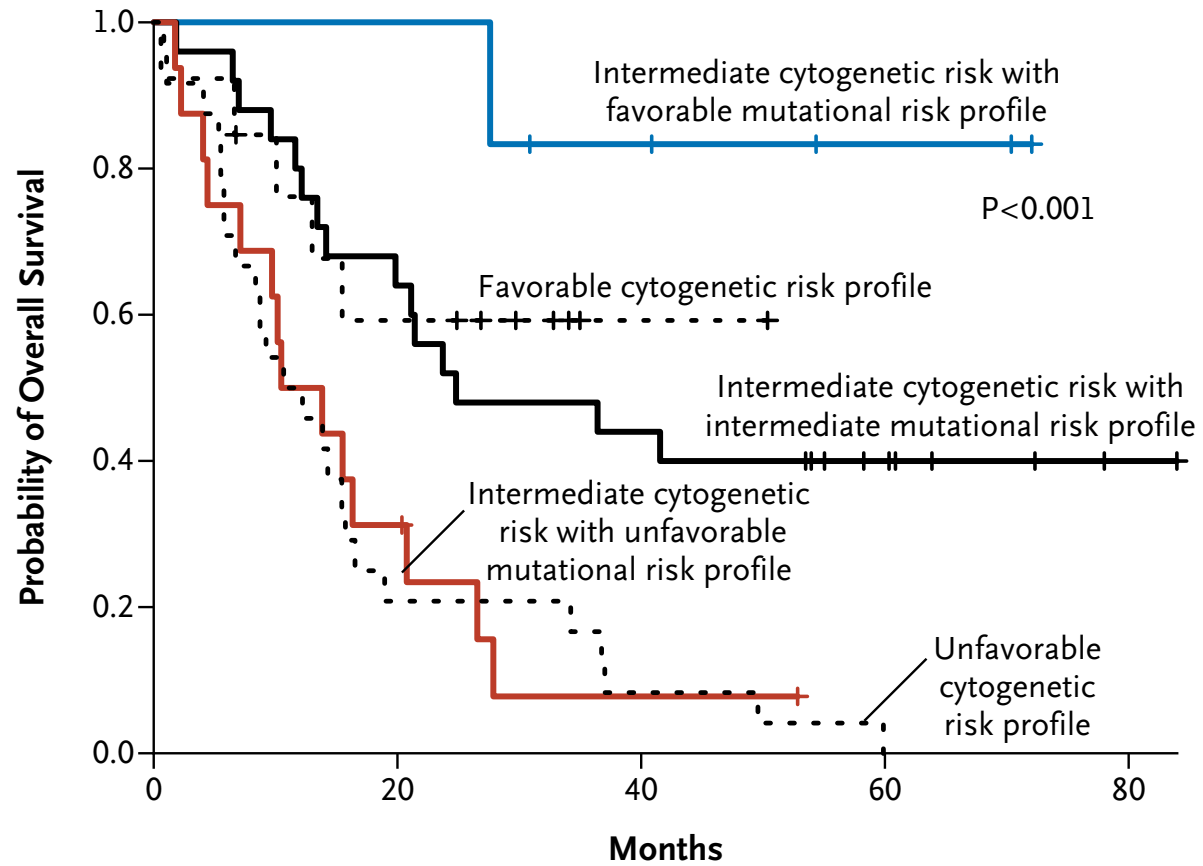 1.0
0.8
0.6
0.4
0.2
0.0
Probability of Overall Survival
Intermediate cytogenetic risk with
favorable mutational risk profile
P<0.001
Favorable cytogenetic risk profile
Intermediate cytogenetic risk with
intermediate mutational risk profile
Intermediate cytogenetic
risk with unfavorable
mutational risk profile
Unfavorable
cytogenetic
risk profile
0 20 40 60 80
Months